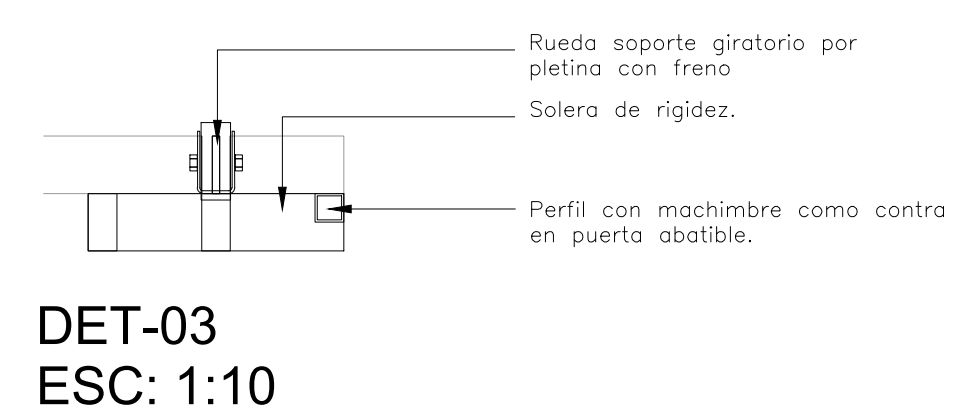 Rueda soporte giratorio por
pletina con freno
Solera de rigidez.
Perfil con machimbre como contra
en puerta abatible.
DET-03
ESC: 1:10